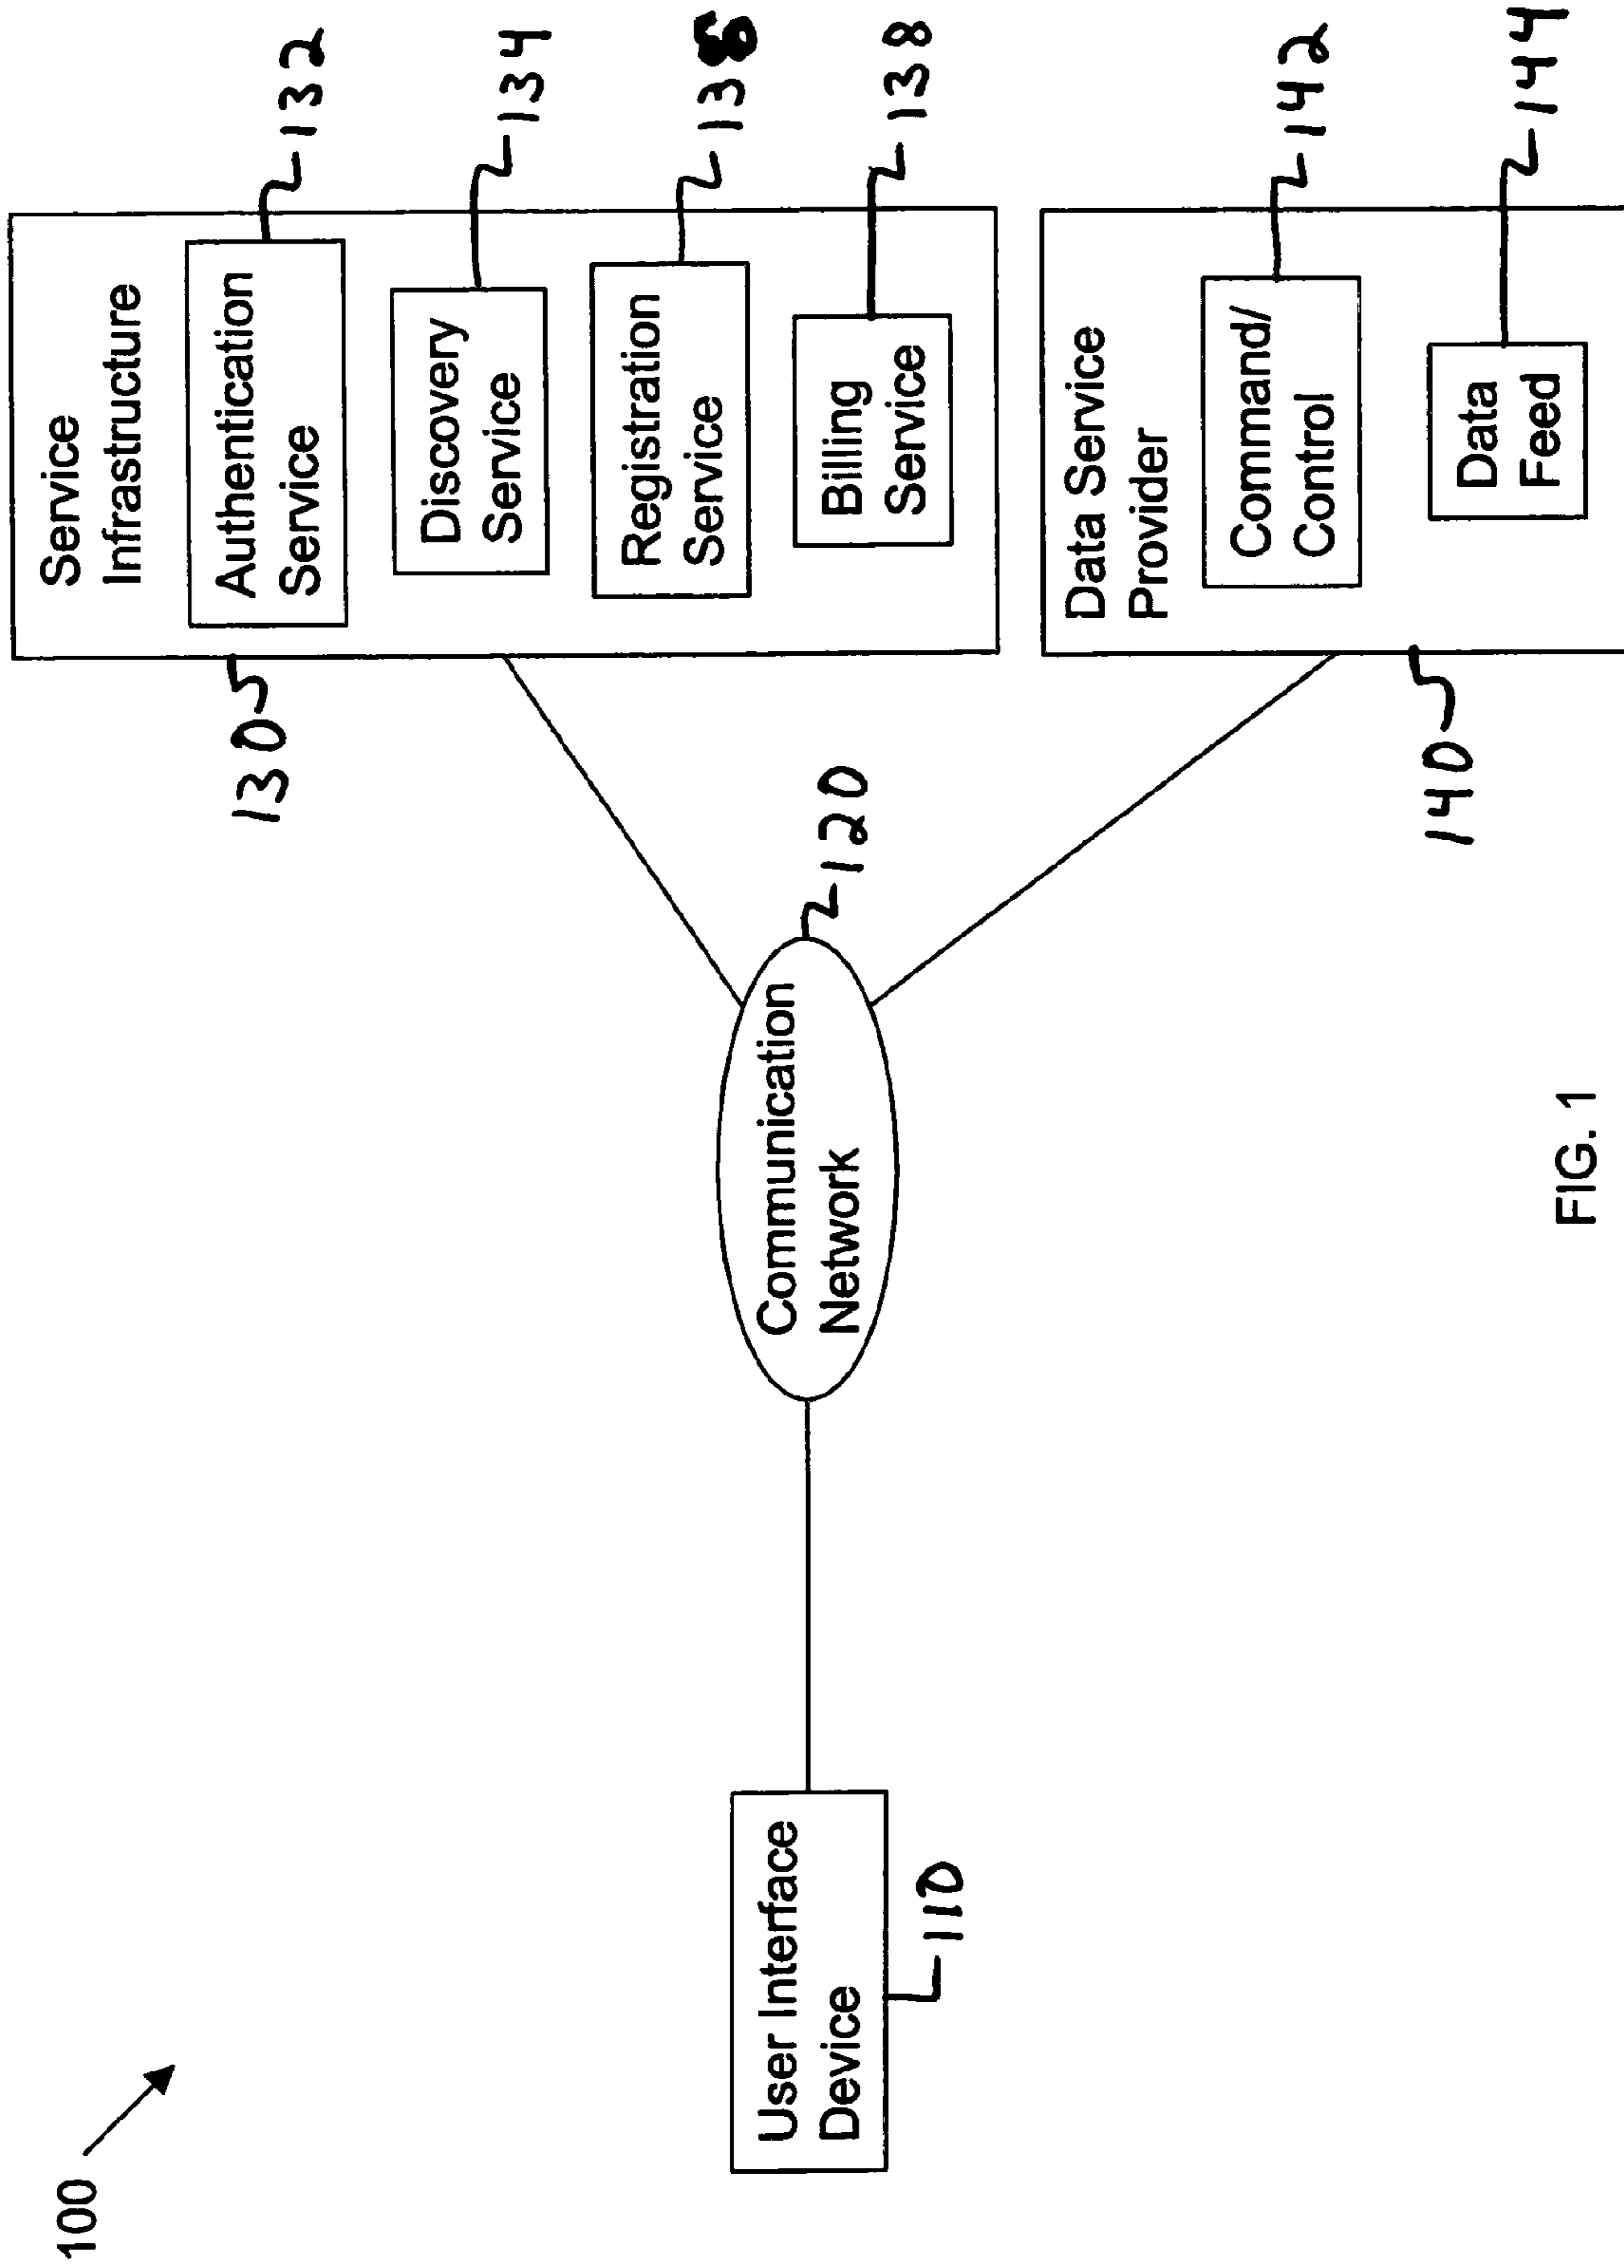 100
Service
Infrastructure
130
Authentication
Service
132
Discovery
Service
134
Registration
Service
Billing
Service
138
User Interface
Device
110
Communication
Network
120
Data Service
Provider
140
Command/
Control
142
Data
Feed
144
FIG. 1